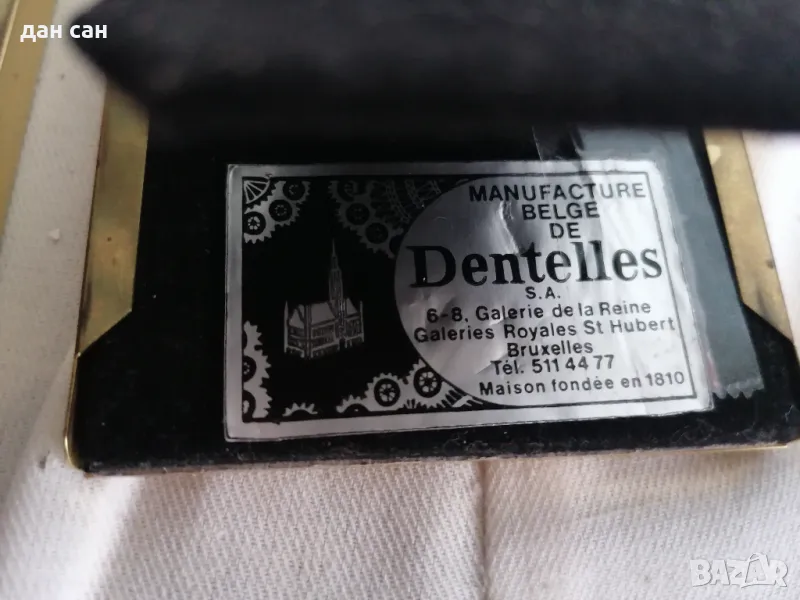 дан сан
MANUFACTURE
BELGE
DE
Dentelles
S.A.
6-8, Galerie de la Reine
Galeries Royales St Hubert
Bruxelles
Tél. 511 44 77
Maison fondée en 1810
BAZAR